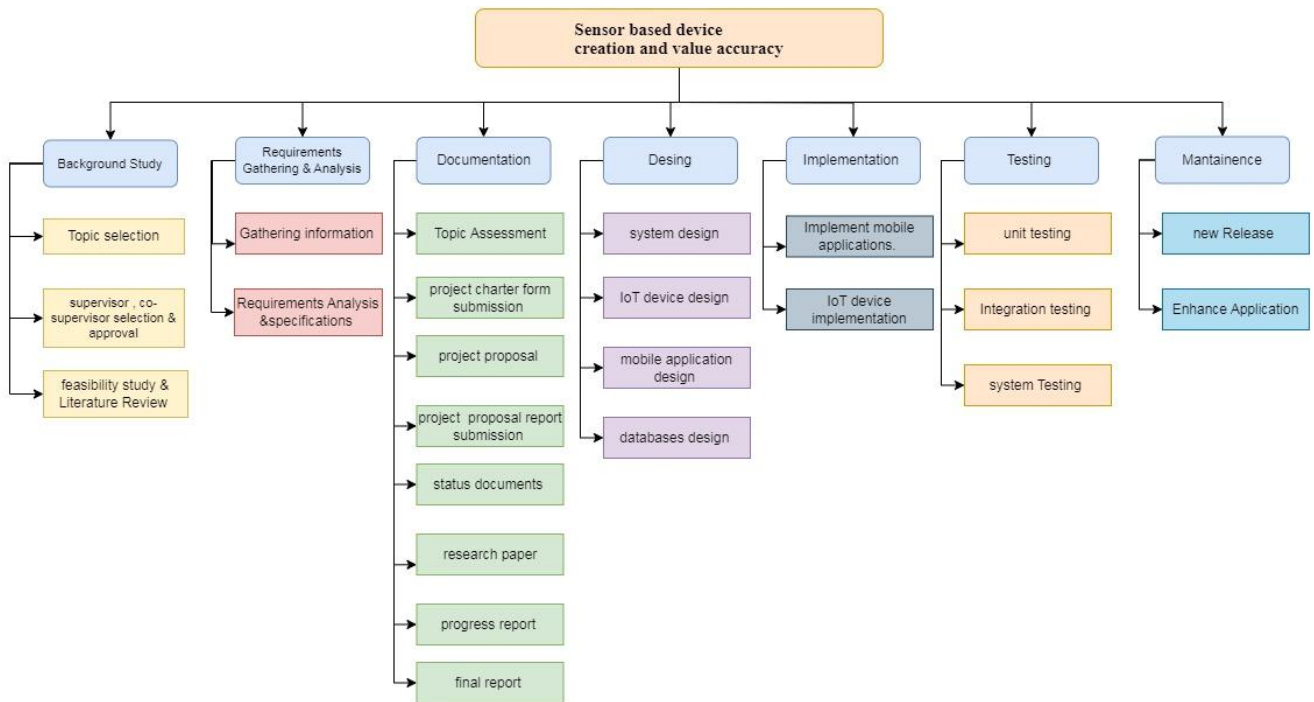 Sensor based device
creation and value accuracy
Background Study
Requirements
Gathering & Analysis
Documentation
Desing
Implementation
Testing
Mantainence
Topic selection
supervisor , co-
supervisor selection &
approval
feasibility study &
Literature Review
Gathering information
Requirements Analysis
&specifications
Topic Assessment
project charter form
submission
project proposal
project proposal report
submission
status documents
research paper
progress report
final report
system design
IoT device design
mobile application
design
databases design
Implement mobile
applications.
IoT device
implementation
unit testing
Integration testing
system Testing
new Release
Enhance Application